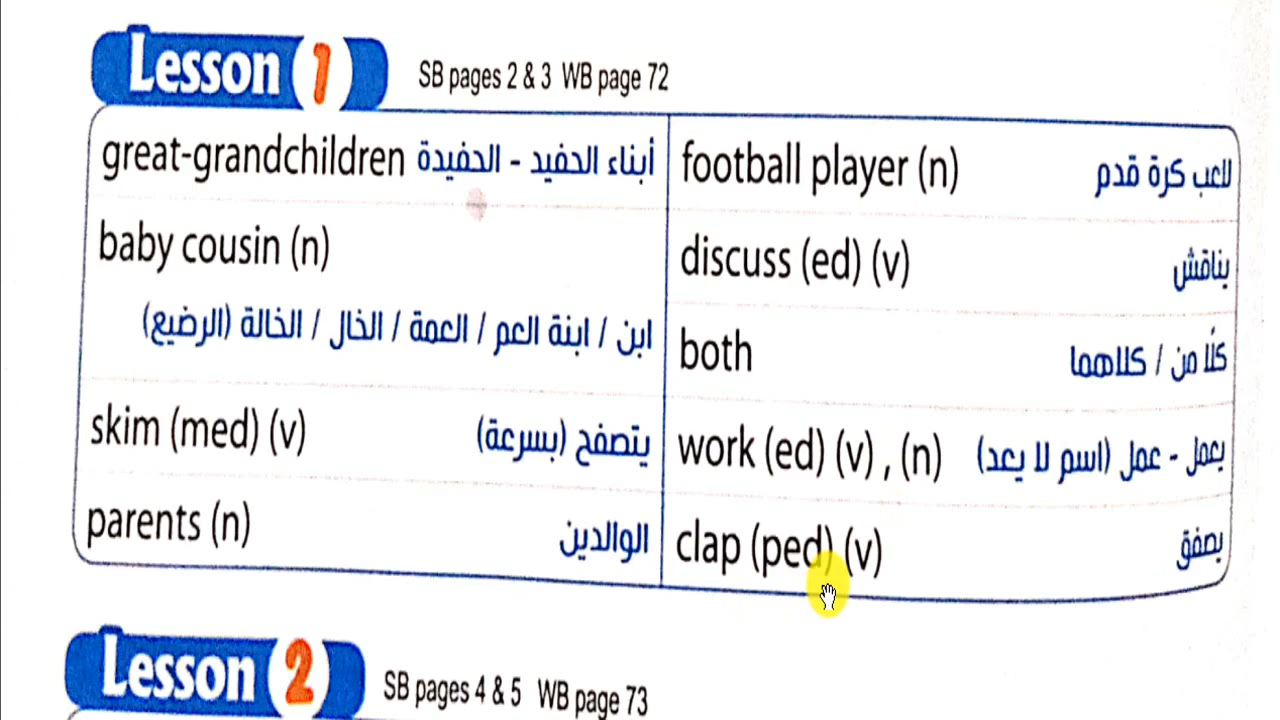 Lesson 1 SB pages 2 & 3 WB page 72
great-grandchildren أبناء الحفيد - الحفيدة
baby cousin (n)
ابن / ابنة العم / العمة / الخال / الخالة (الرضيع)
skim (med) (v) يتصفح (بسرعة)
parents (n) الوالدين
football player (n) لاعب كرة قدم
discuss (ed) (v) يناقش
both كلًا من / كلاهما
work (ed) (v) , (n) يعمل - عمل (اسم لا يعد)
clap (ped) (v) يصفق
Lesson 2 SB pages 4 & 5 WB page 73